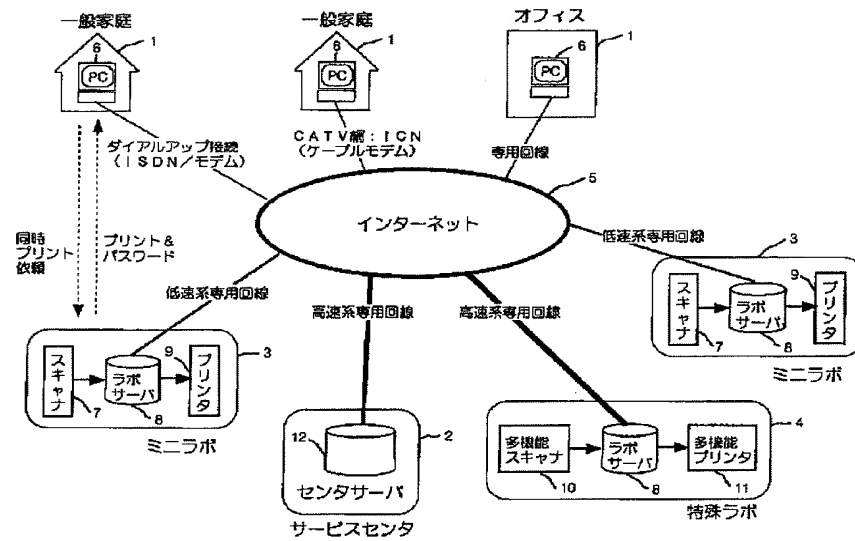 一般家庭
1
6
PC
一般家庭
1
6
PC
オフィス
1
6
PC
ダイアルアップ接続
(ISDN/モデム)
CATV網:ICN
(ケーブルモデム)
専用回線
5
インターネット
同時
プリント
依頼
プリント&
パスワード
低速系専用回線
高速系専用回線
高速系専用回線
低速系専用回線
3
スキャナ
7
ラボ
サーバ
8
9
プリンタ
ミニラボ
3
スキャナ
7
ラボ
サーバ
8
9
プリンタ
ミニラボ
2
12
センタサーバ
サービスセンタ
4
多機能
スキャナ
10
ラボ
サーバ
8
多機能
プリンタ
11
特殊ラボ